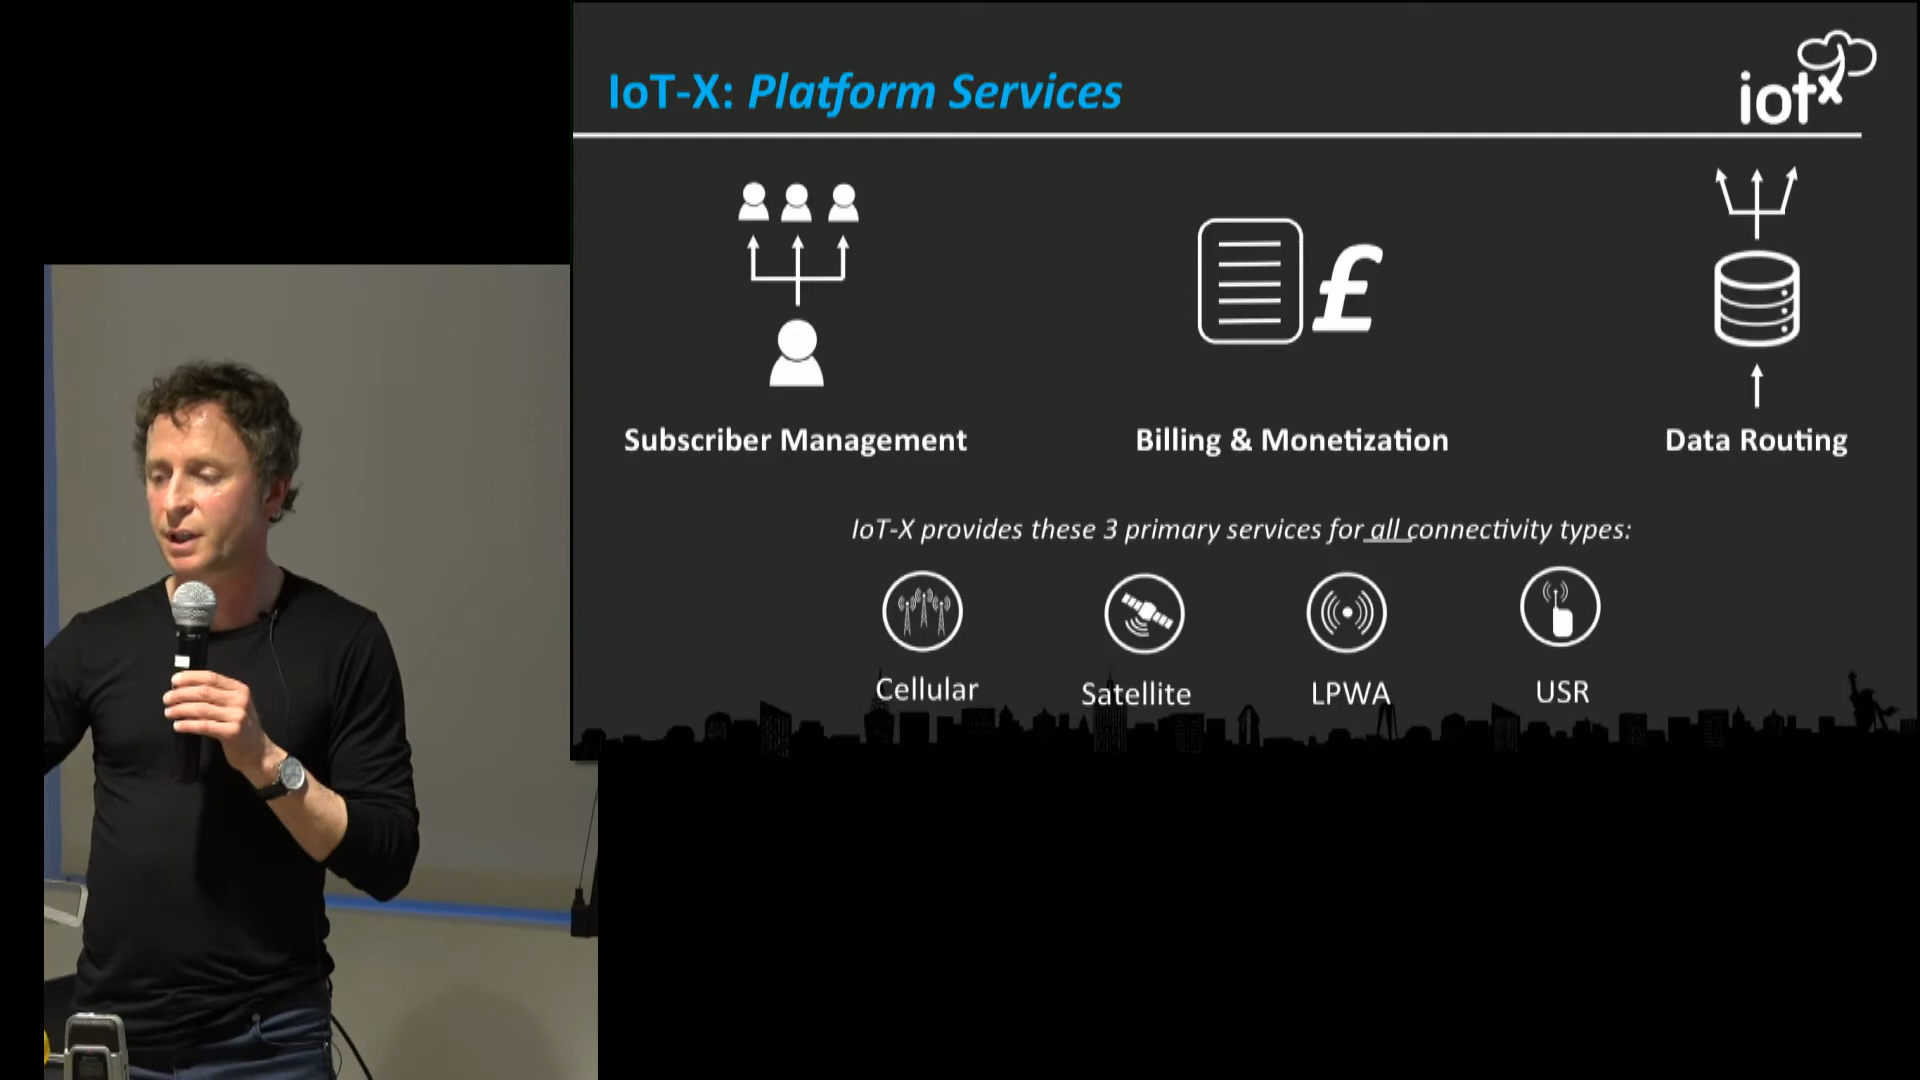 IoT-X: Platform Services
iotx
£
Subscriber Management
Billing & Monetization
Data Routing
IoT-X provides these 3 primary services for all connectivity types:
Cellular
Satellite
LPWA
USR